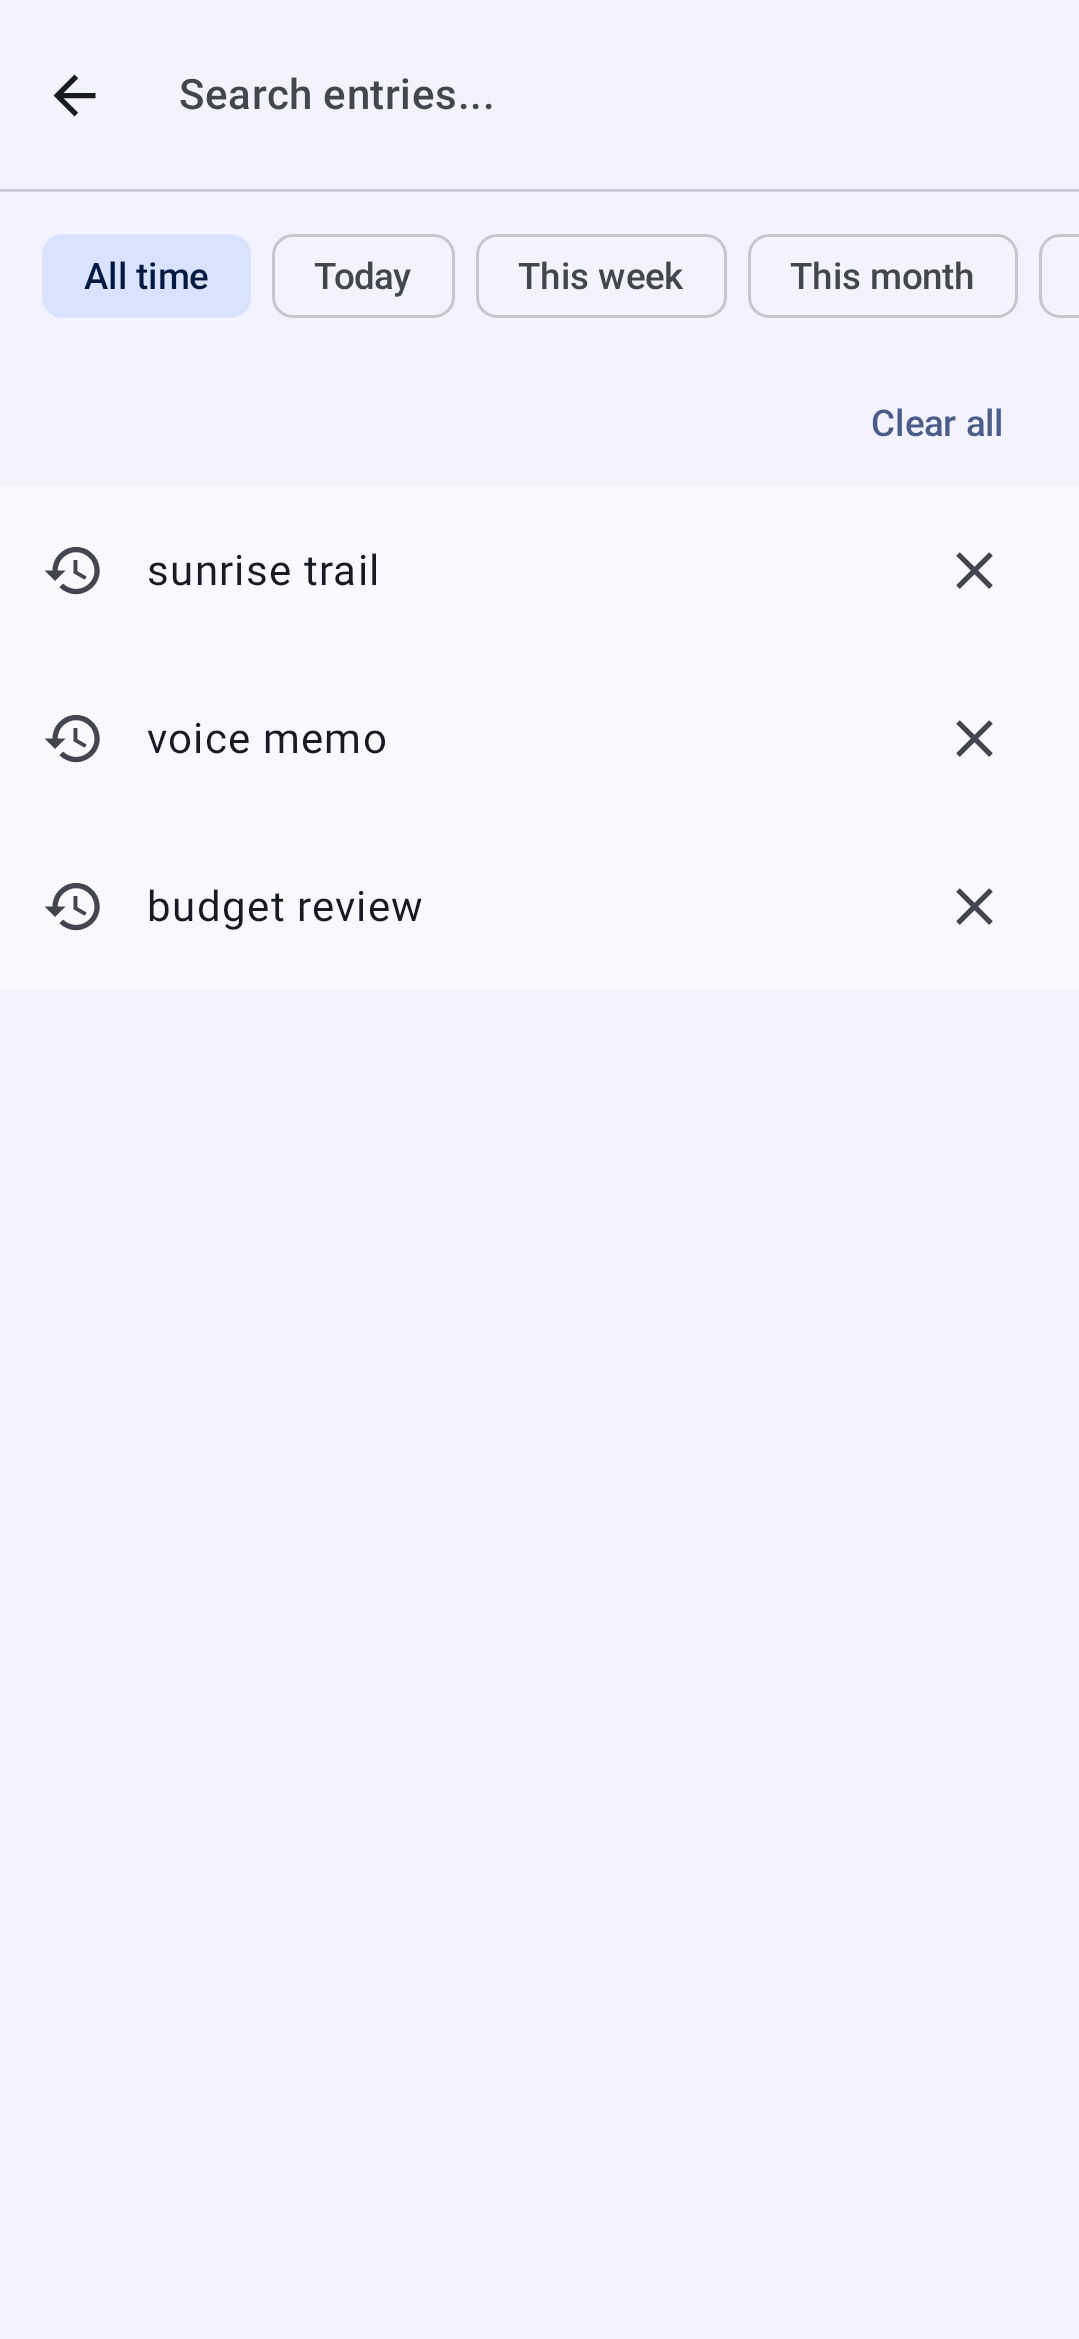 Search entries...
All time Today This week This month
Clear all
sunrise trail
voice memo
budget review